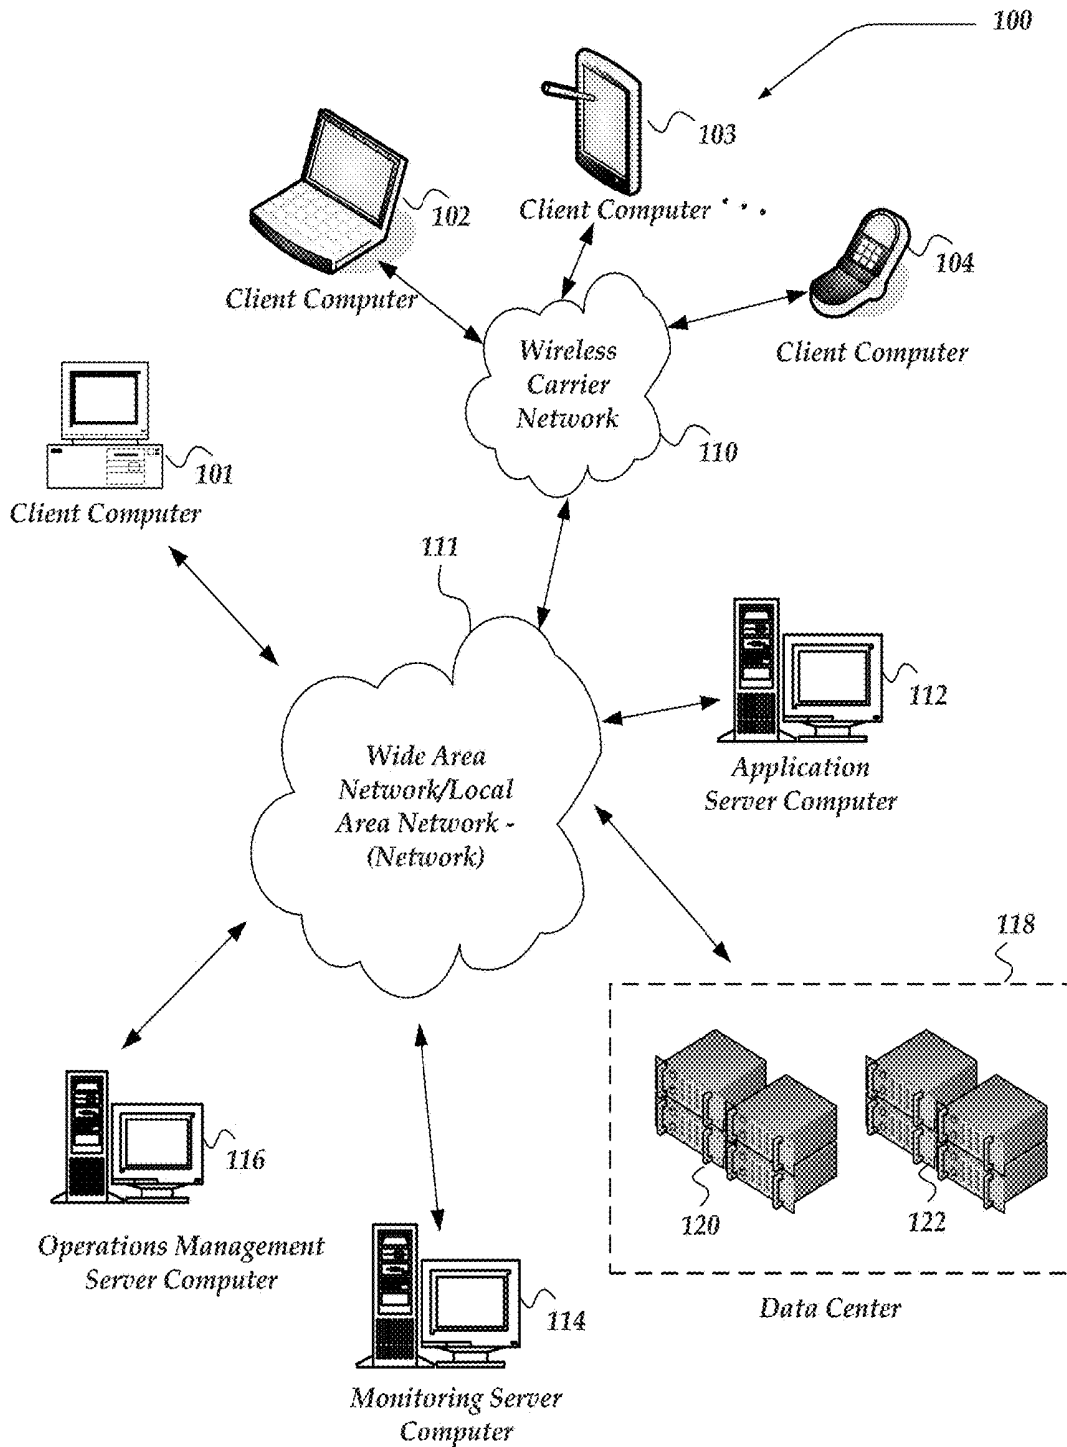 100
103
Client Computer
102
Client Computer
104
Client Computer
Wireless
Carrier
Network
110
101
Client Computer
111
112
Application
Server Computer
Wide Area
Network/Local
Area Network -
(Network)
118
120
122
Data Center
116
Operations Management
Server Computer
114
Monitoring Server
Computer